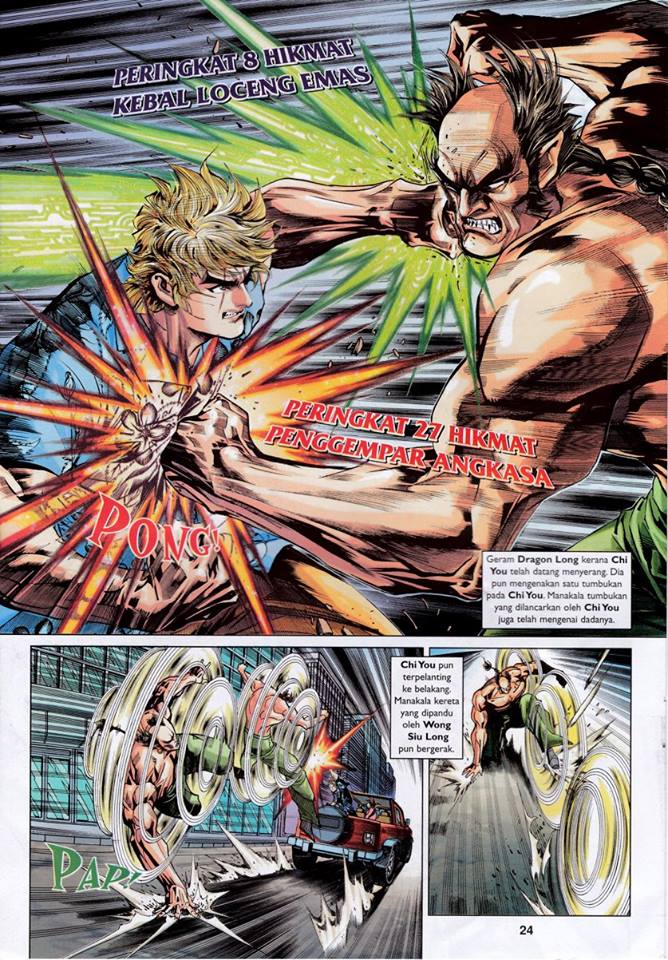 PERINGKAT 8 HIKMAT
KEBAL LOCENG EMAS
PERINGKAT 27 HIKMAT
PENGGEMPAR ANGKASA
PONG!
Geram Dragon Long kerana Chi
You telah datang menyerang. Dia
pun mengenakan satu tumbukan
pada Chi You. Manakala tumbukan
yang dilancarkan oleh Chi You
juga telah mengenai dadanya.
Chi You pun
terpelanting
ke belakang.
Manakala kereta
yang dipandu
oleh Wong
Siu Long
pun bergerak.
PAP!
24